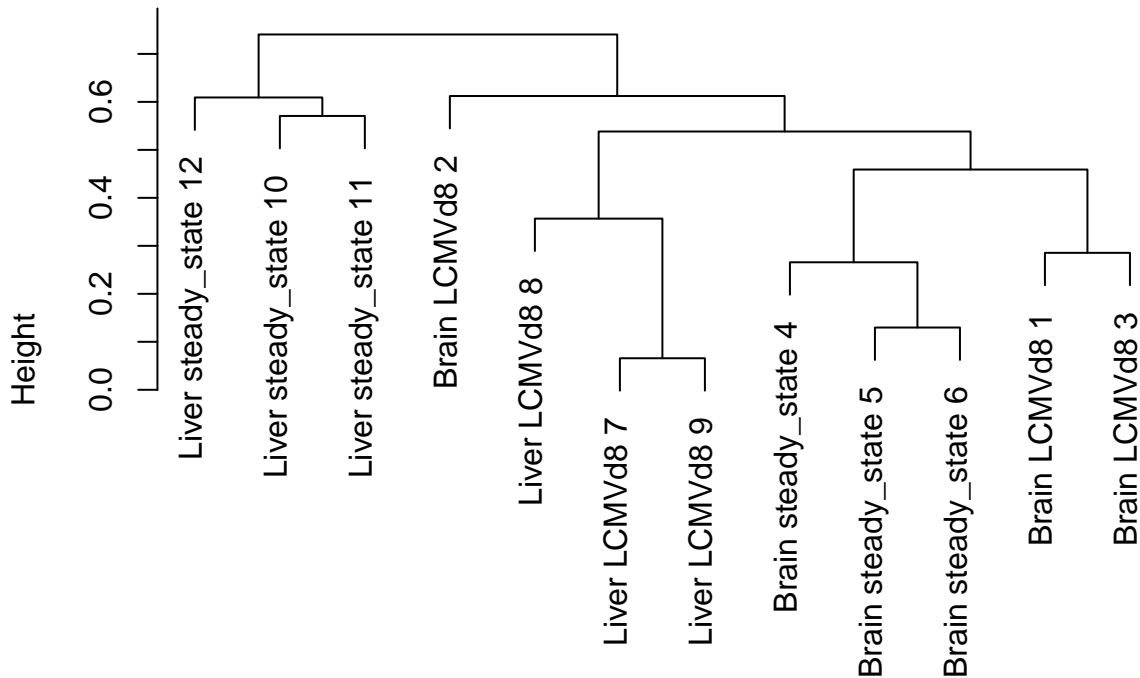 Height
0.0
0.2
0.4
0.6
Liver steady_state 12
Liver steady_state 10
Liver steady_state 11
Brain LCMVd8 2
Liver LCMVd8 8
Liver LCMVd8 7
Liver LCMVd8 9
Brain steady_state 4
Brain steady_state 5
Brain steady_state 6
Brain LCMVd8 1
Brain LCMVd8 3